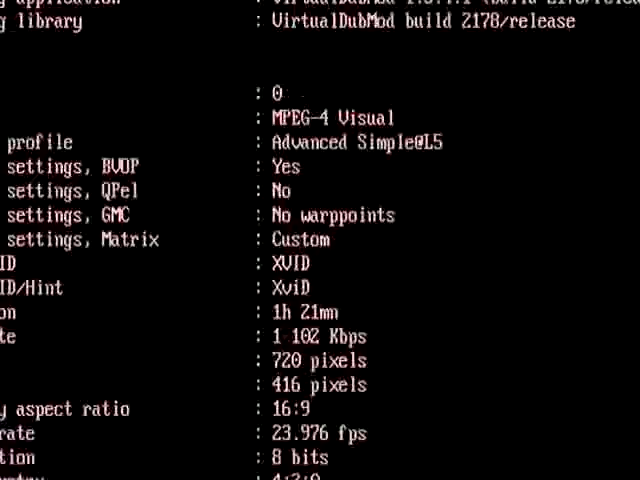 g library : VirtualDubMod build 2178/release
: 0
: MPEG-4 Visual
profile : Advanced Simple@L5
settings, BVOP : Yes
settings, QPel : No
settings, GMC : No warppoints
settings, Matrix : Custom
ID : XVID
ID/Hint : XviD
on : 1h 21mn
te : 1 102 Kbps
: 720 pixels
: 416 pixels
y aspect ratio : 16:9
rate : 23.976 fps
tion : 8 bits